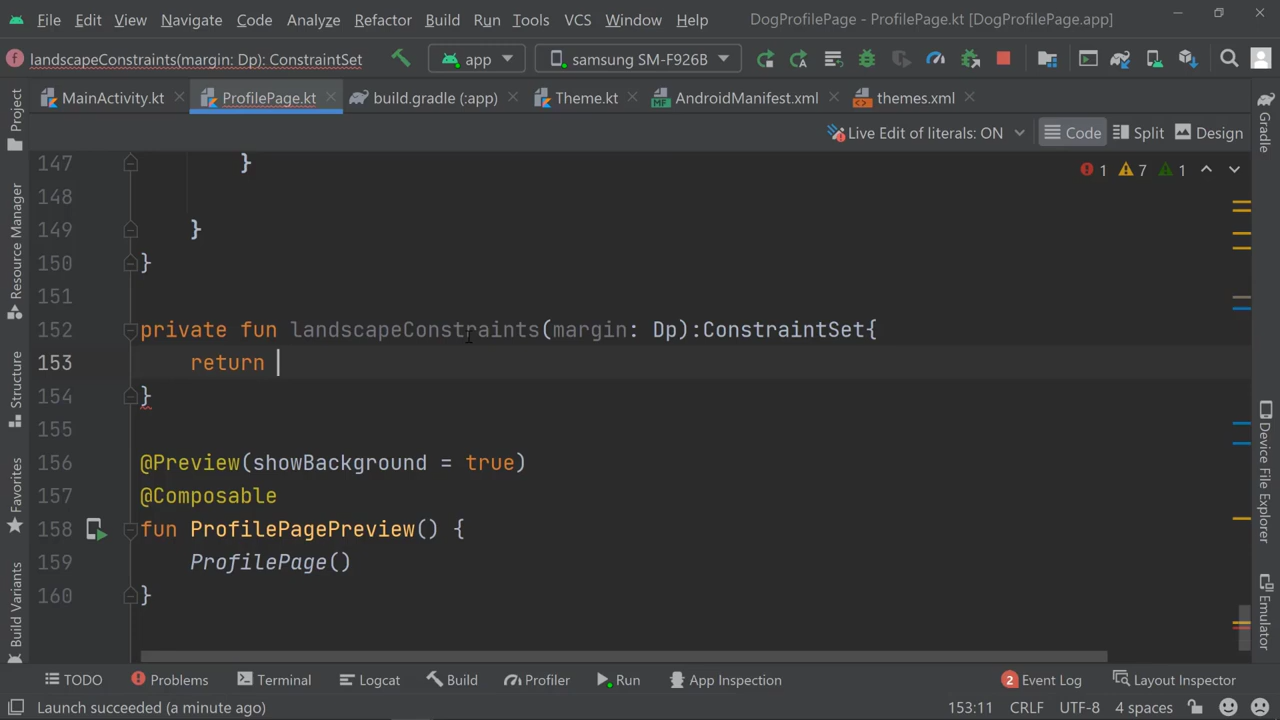 File Edit View Navigate Code Analyze Refactor Build Run Tools VCS Window Help DogProfilePage - ProfilePage.kt [DogProfilePage.app]
landscapeConstraints(margin: Dp): ConstraintSet app samsung SM-F926B
MainActivity.kt ProfilePage.kt build.gradle (:app) Theme.kt AndroidManifest.xml themes.xml
Live Edit of literals: ON Code Split Design
1 7 1
Project
Resource Manager
Structure
Favorites
Build Variants
147 }
148
149 }
150 }
151
152 private fun landscapeConstraints(margin: Dp):ConstraintSet{
153 return
154 }
155
156 @Preview(showBackground = true)
157 @Composable
158 fun ProfilePagePreview() {
159 ProfilePage()
160 }
Gradle
Device File Explorer
Emulator
TODO Problems Terminal Logcat Build Profiler Run App Inspection 2 Event Log Layout Inspector
Launch succeeded (a minute ago) 153:11 CRLF UTF-8 4 spaces